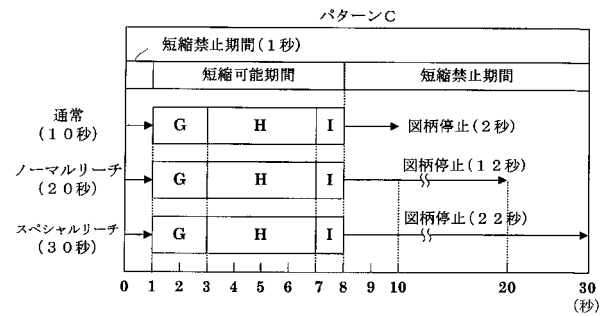 パターンC
短縮禁止期間(1秒)
短縮可能期間 短縮禁止期間
通常
(10秒)
G H I
図柄停止(2秒)
ノーマルリーチ
(20秒)
G H I
図柄停止(12秒)
スペシャルリーチ
(30秒)
G H I
図柄停止(22秒)
0 1 2 3 4 5 6 7 8 9 10 20 30
(秒)